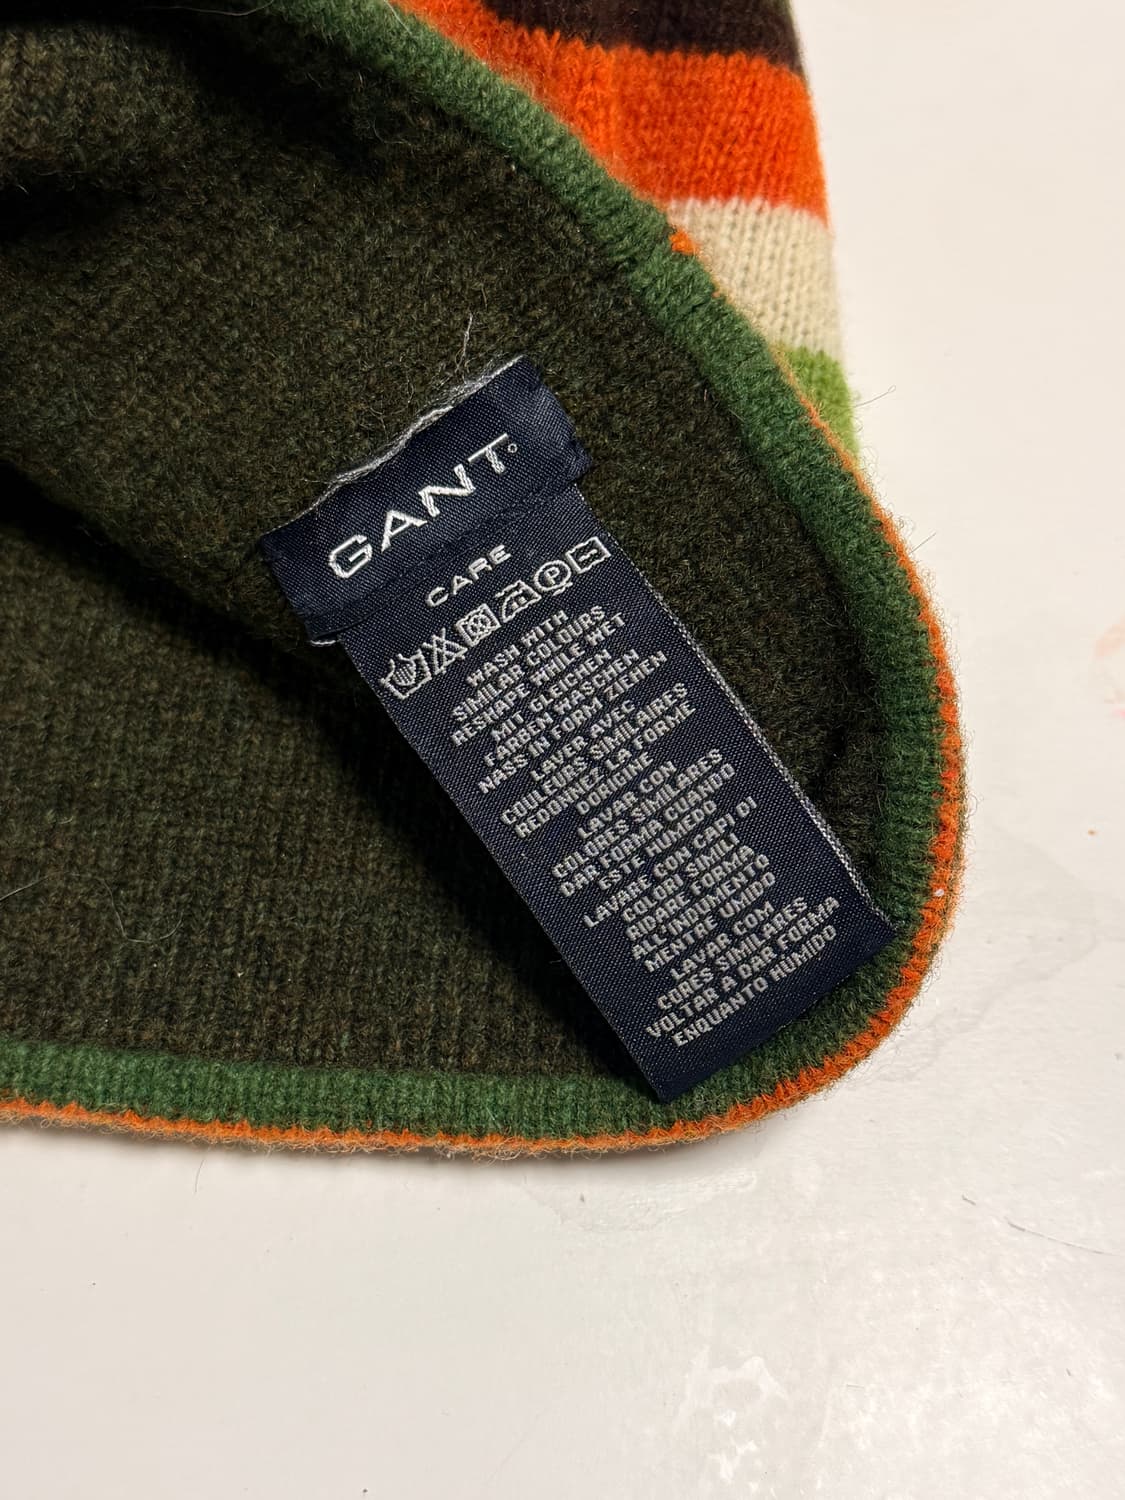 GANT
CARE
P
WASH WITH
SIMILAR COLOURS
RESHAPE WHILE WET
MIT GLEICHEN
FARBEN WASCHEN
NASS IN FORM ZIEHEN
LAVER AVEC
COULEURS SIMILAIRES
REDONNEZ LA FORME
DORIGINE
LAVAR CON
COLORES SIMILARES
DAR FORMA CUANDO
ESTE HUMEDO
LAVARE CON CAPI DI
COLORI SIMILI
RIDARE FORMA
ALL'INDUMENTO
MENTRE UMIDO
LAVAR COM
CORES SIMILARES
VOLTAR A DAR FORMA
ENQUANTO HÚMIDO